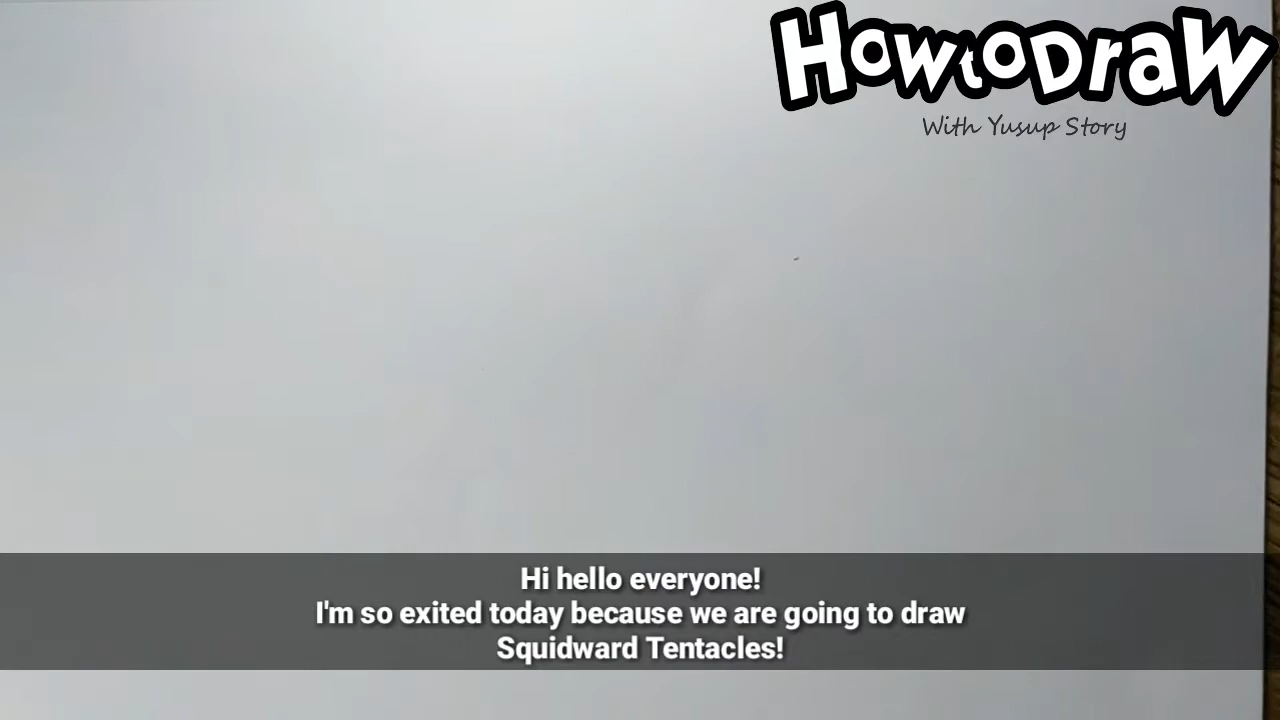 HowtoDraw
With Yusup Story
Hi hello everyone!
I'm so exited today because we are going to draw
Squidward Tentacles!